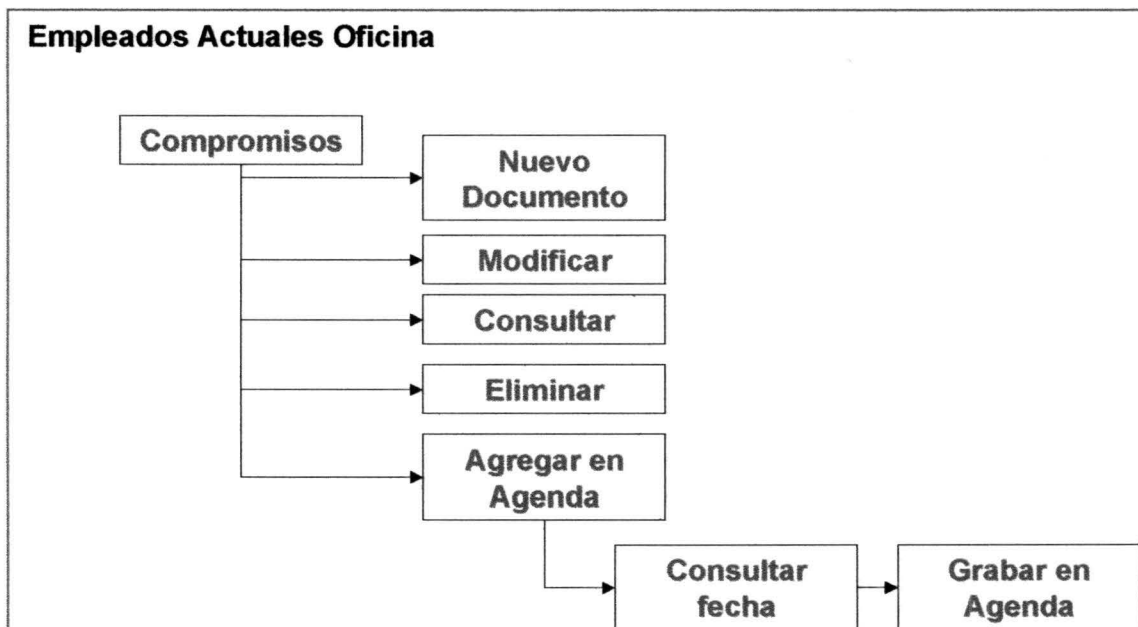 Empleados Actuales Oficina
Compromisos
Nuevo
Documento
Modificar
Consultar
Eliminar
Agregar en
Agenda
Consultar
fecha
Grabar en
Agenda